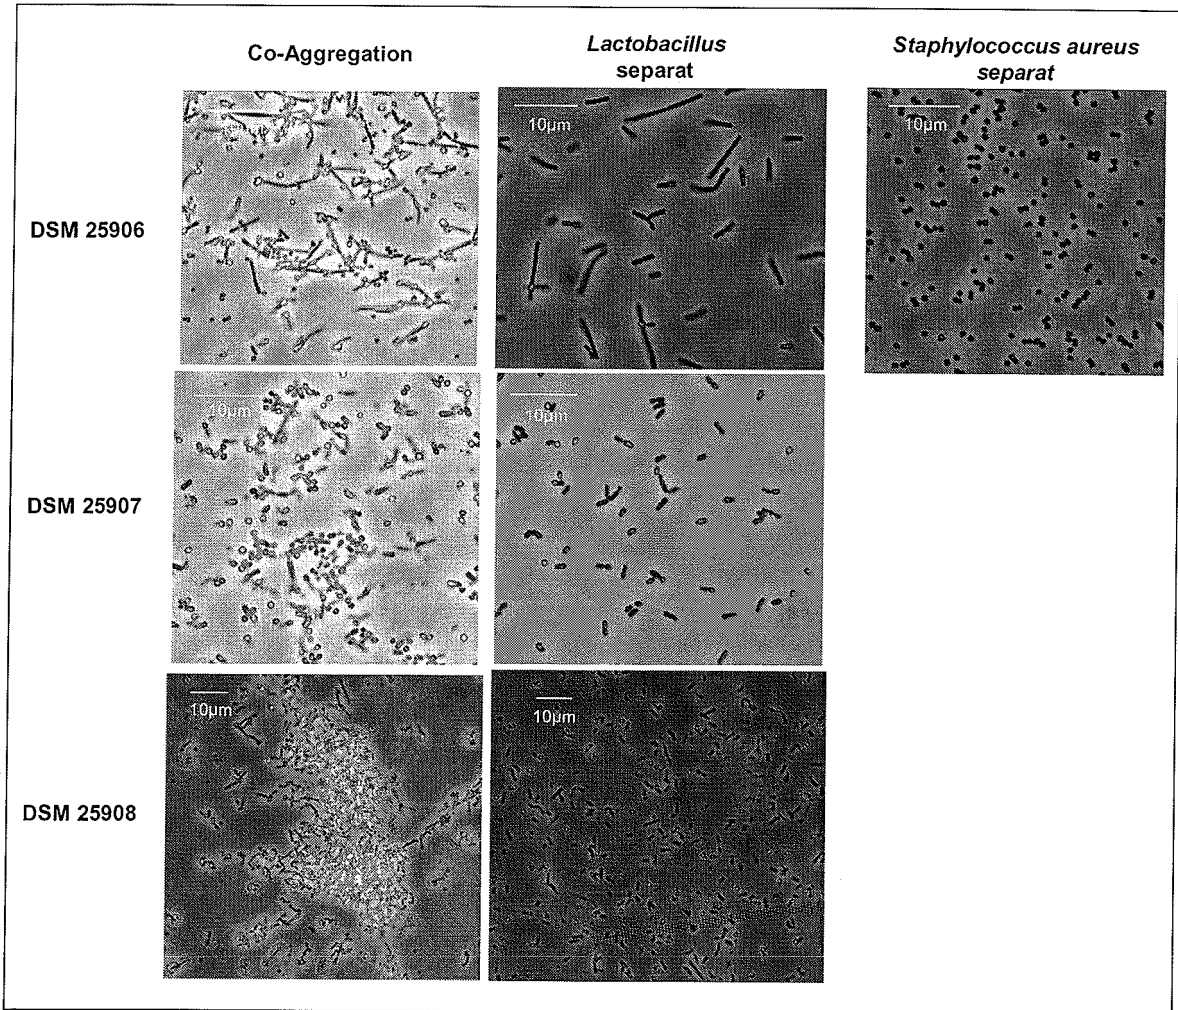 Co-Aggregation
Lactobacillus
separat
Staphylococcus aureus
separat
DSM 25906
10µm
10µm
DSM 25907
10µm
10µm
DSM 25908
10µm
10µm